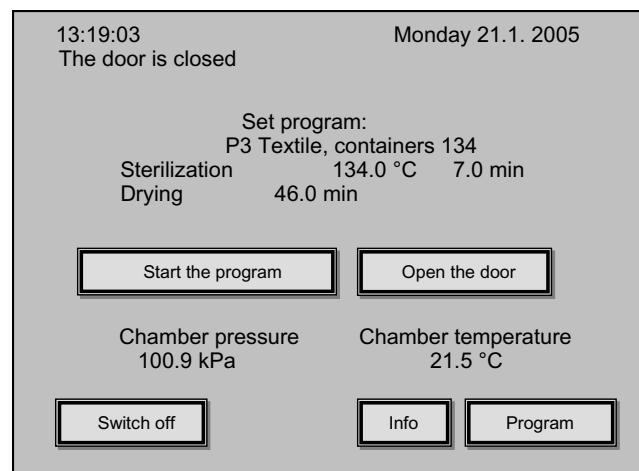 13:19:03 Monday 21.1. 2005
The door is closed
Set program:
P3 Textile, containers 134
Sterilization 134.0 °C 7.0 min
Drying 46.0 min
Start the program Open the door
Chamber pressure Chamber temperature
100.9 kPa 21.5 °C
Switch off Info Program